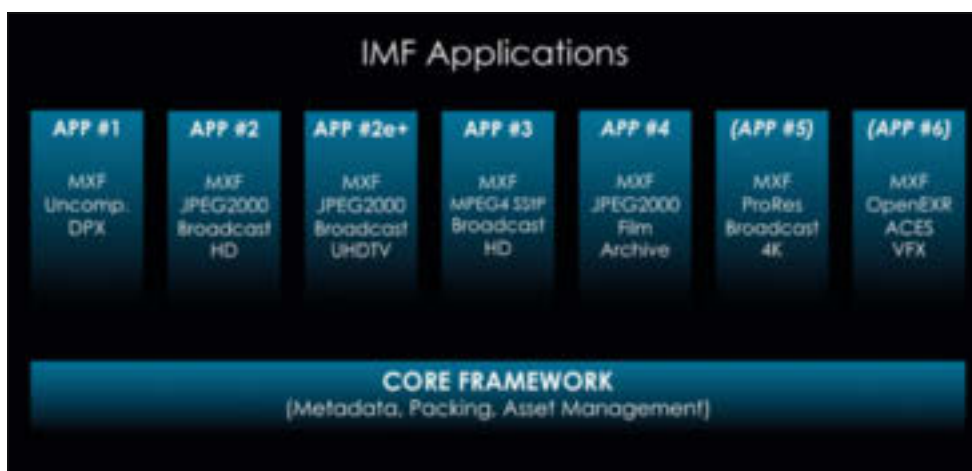 IMF Applications
APP #1
MXF
Uncomp.
DPX
APP #2
MXF
JPEG2000
Broadcast
HD
APP #2e+
MXF
JPEG2000
Broadcast
UHDTV
APP #3
MXF
MPEG4 SStP
Broadcast
HD
APP #4
MXF
JPEG2000
Film
Archive
(APP #5)
MXF
ProRes
Broadcast
4K
(APP #6)
MXF
OpenEXR
ACES
VFX
CORE FRAMEWORK
(Metadata, Packing, Asset Management)